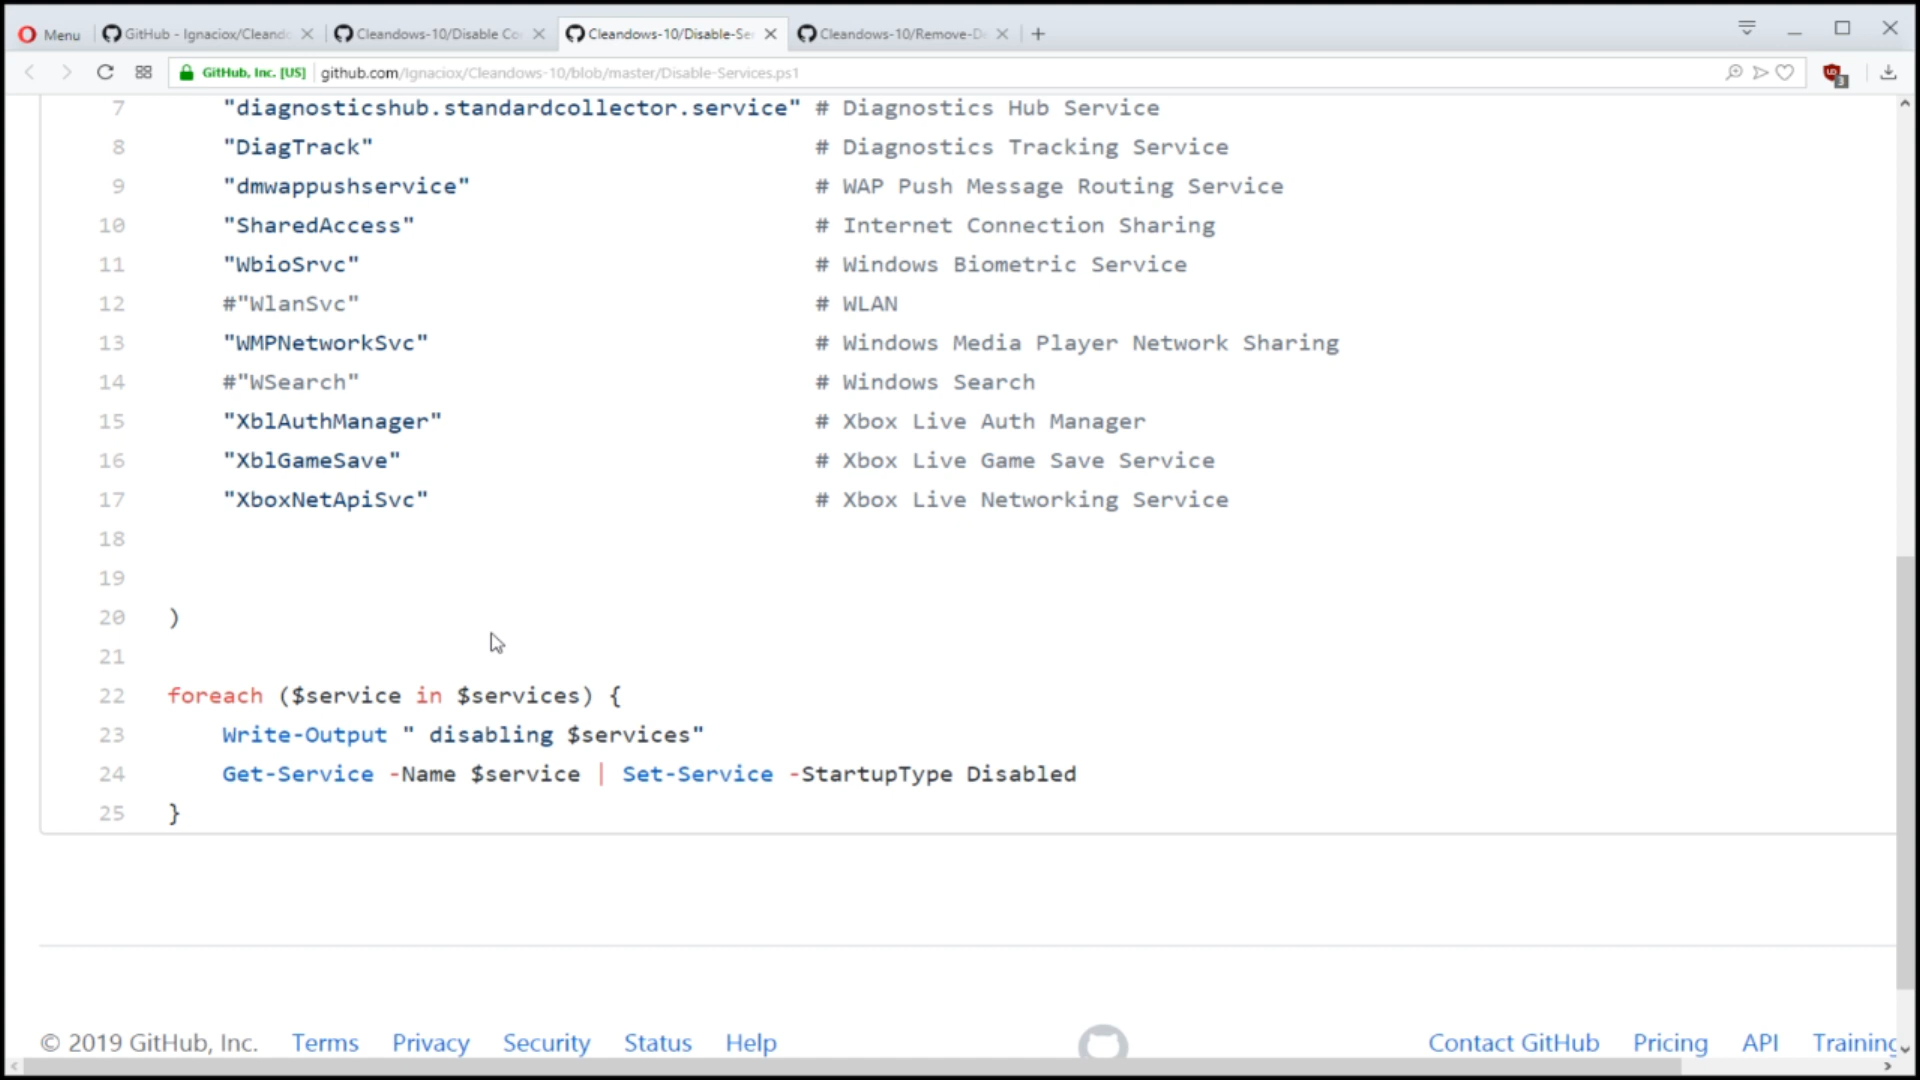 Menu
GitHub - Ignaciox/Cleand
Cleandows-10/Disable Co
Cleandows-10/Disable-Ser
Cleandows-10/Remove-D
GitHub, Inc. [US]
github.com/Ignaciox/Cleandows-10/blob/master/Disable-Services.ps1
3
7 "diagnosticshub.standardcollector.service" # Diagnostics Hub Service
8 "DiagTrack" # Diagnostics Tracking Service
9 "dmwappushservice" # WAP Push Message Routing Service
10 "SharedAccess" # Internet Connection Sharing
11 "WbioSrvc" # Windows Biometric Service
12 #"WlanSvc" # WLAN
13 "WMPNetworkSvc" # Windows Media Player Network Sharing
14 #"WSearch" # Windows Search
15 "XblAuthManager" # Xbox Live Auth Manager
16 "XblGameSave" # Xbox Live Game Save Service
17 "XboxNetApiSvc" # Xbox Live Networking Service
18
19
20 )
21
22 foreach ($service in $services) {
23 Write-Output " disabling $services"
24 Get-Service -Name $service | Set-Service -StartupType Disabled
25 }
© 2019 GitHub, Inc. Terms Privacy Security Status Help Contact GitHub Pricing API Training